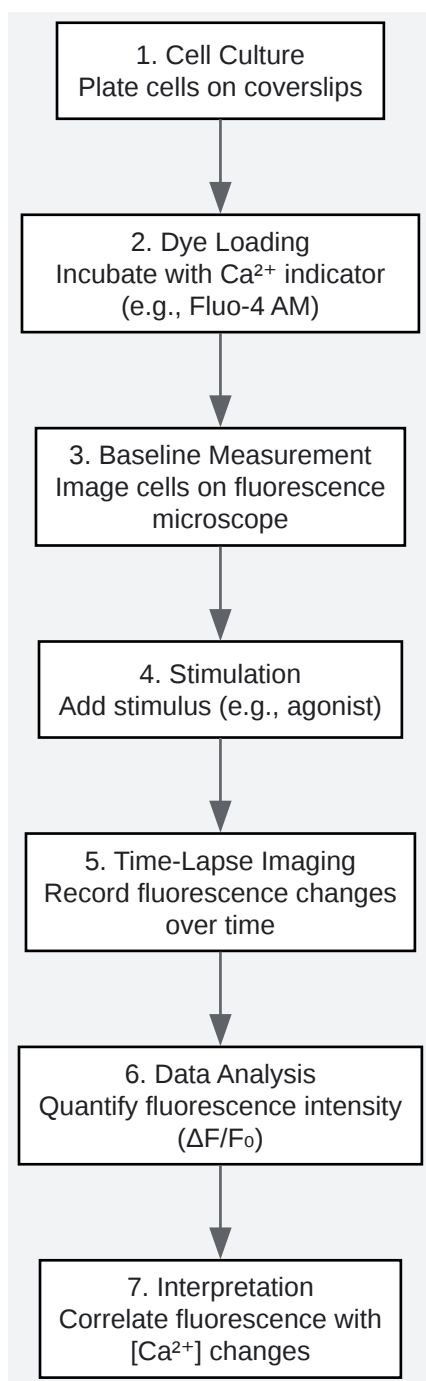 1. Cell Culture
Plate cells on coverslips
2. Dye Loading
Incubate with Ca²⁺ indicator
(e.g., Fluo-4 AM)
3. Baseline Measurement
Image cells on fluorescence
microscope
4. Stimulation
Add stimulus (e.g., agonist)
5. Time-Lapse Imaging
Record fluorescence changes
over time
6. Data Analysis
Quantify fluorescence intensity
(ΔF/F₀)
7. Interpretation
Correlate fluorescence with
[Ca²⁺] changes